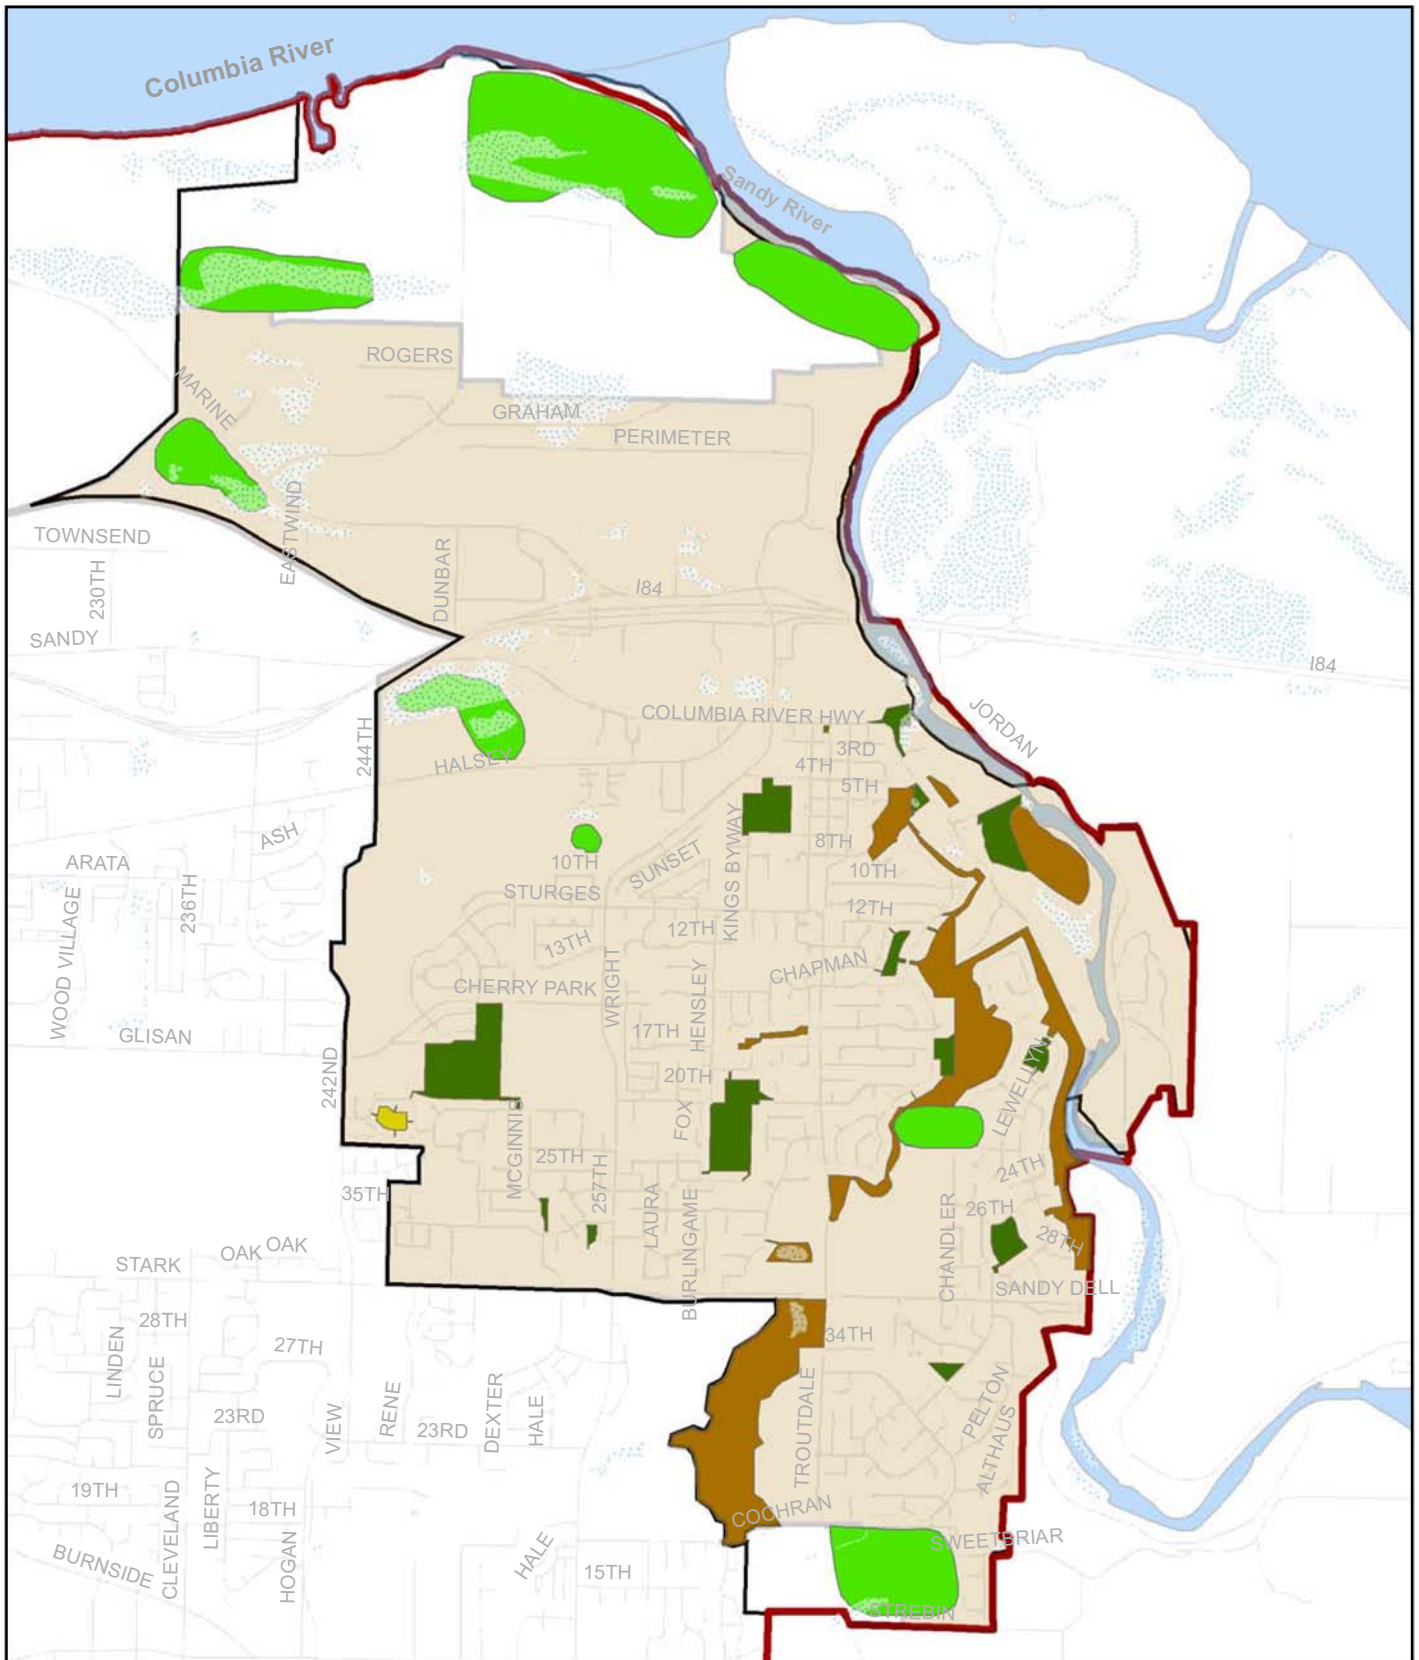 Columbia River
Sandy River
ROGERS
MARINE
GRAHAM
PERIMETER
EASTWIND
TOWNSEND
230TH
DUNBAR
I84
SANDY
I84
244TH
COLUMBIA RIVER HWY
JORDAN
3RD
HALSEY
4TH
5TH
ASH
KINGS BYWAY
8TH
ARATA
10TH
SUNSET
10TH
236TH
STURGES
WOOD VILLAGE
12TH
12TH
13TH
CHAPMAN
WRIGHT
HENSLEY
CHERRY PARK
GLISAN
17TH
242ND
LEWELLYN
20TH
FOX
MCGINNIS
25TH
257TH
24TH
35TH
LAURA
BURLINGAME
CHANDLER
26TH
28TH
OAK
OAK
STARK
SANDY DELL
28TH
34TH
27TH
LINDEN
SPRUCE
TROUTDALE
PELTON
23RD
VIEW
RENE
23RD
DEXTER
HALE
ALTHAUS
19TH
CLEVELAND
LIBERTY
18TH
COCHRAN
HOGAN
SWEETBRIAR
BURNSIDE
HALE
15TH
STREBIN